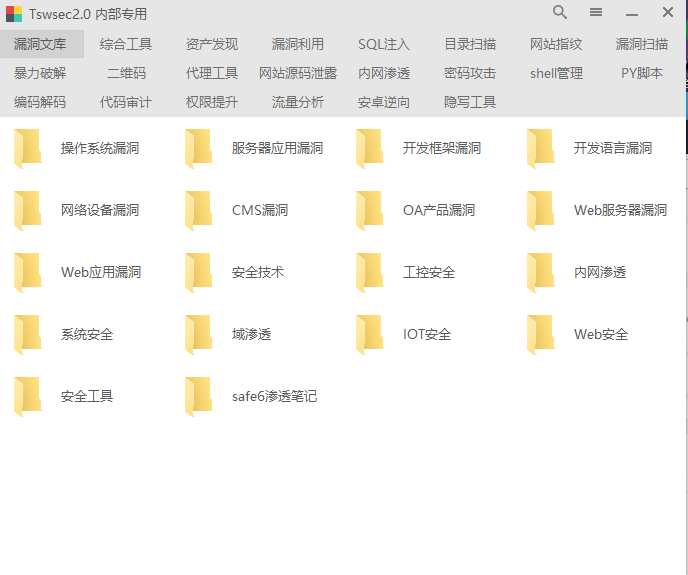 Tswsec2.0 内部专用
漏洞文库 综合工具 资产发现 漏洞利用 SQL注入 目录扫描 网站指纹 漏洞扫描
暴力破解 二维码 代理工具 网站源码泄露 内网渗透 密码攻击 shell管理 PY脚本
编码解码 代码审计 权限提升 流量分析 安卓逆向 隐写工具
操作系统漏洞 服务器应用漏洞 开发框架漏洞 开发语言漏洞
网络设备漏洞 CMS漏洞 OA产品漏洞 Web服务器漏洞
Web应用漏洞 安全技术 工控安全 内网渗透
系统安全 域渗透 IOT安全 Web安全
安全工具 safe6渗透笔记